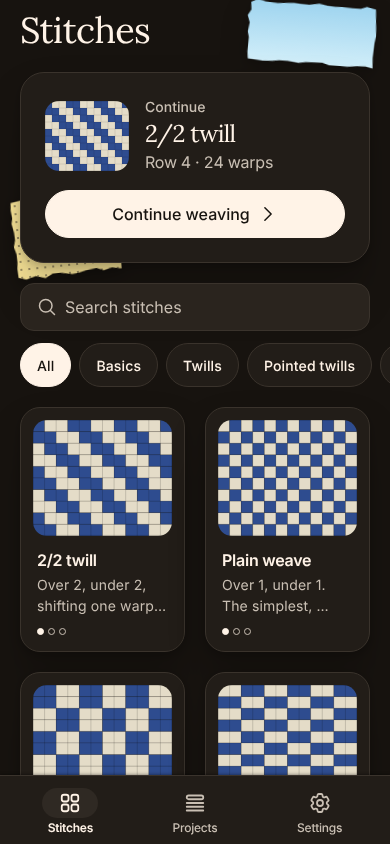 Stitches
Continue
2/2 twill
Row 4 · 24 warps
Continue weaving
Search stitches
All
Basics
Twills
Pointed twills
2/2 twill
Over 2, under 2,
shifting one warp…
Plain weave
Over 1, under 1.
The simplest, …
Stitches
Projects
Settings